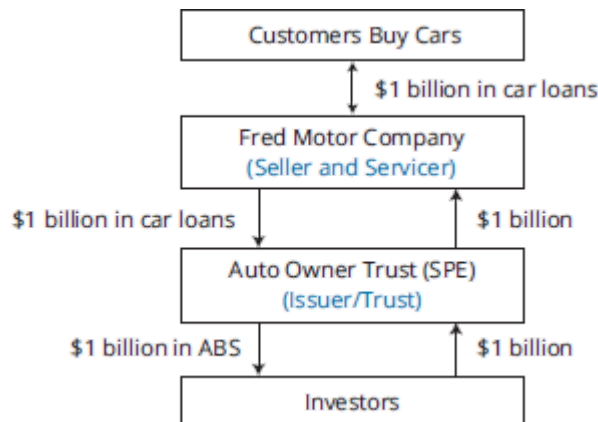 Customers Buy Cars
$1 billion in car loans
Fred Motor Company
(Seller and Servicer)
$1 billion in car loans
$1 billion
Auto Owner Trust (SPE)
(Issuer/Trust)
$1 billion in ABS
$1 billion
Investors